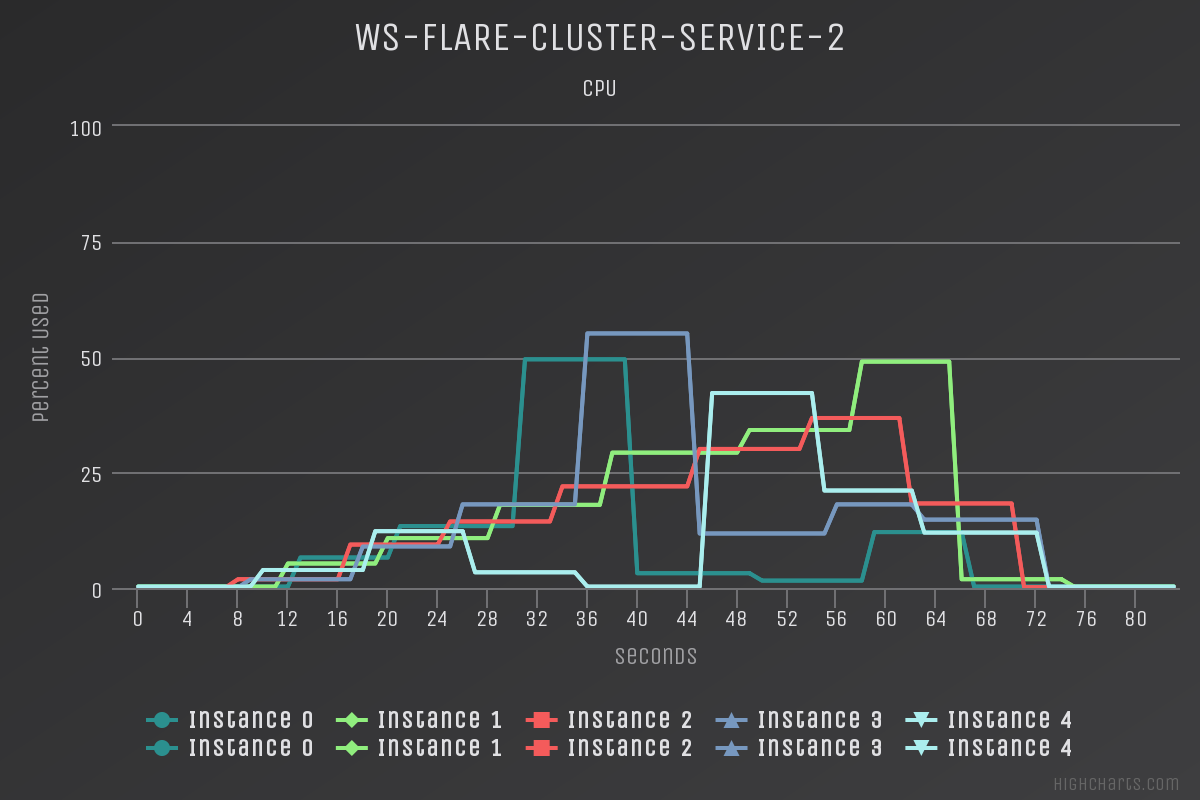 WS-FLARE-CLUSTER-SERVICE-2
CPU
100
75
50
25
0
percent used
0 4 8 12 16 20 24 28 32 36 40 44 48 52 56 60 64 68 72 76 80
seconds
Instance 0 Instance 1 Instance 2 Instance 3 Instance 4
Instance 0 Instance 1 Instance 2 Instance 3 Instance 4
Highcharts.com